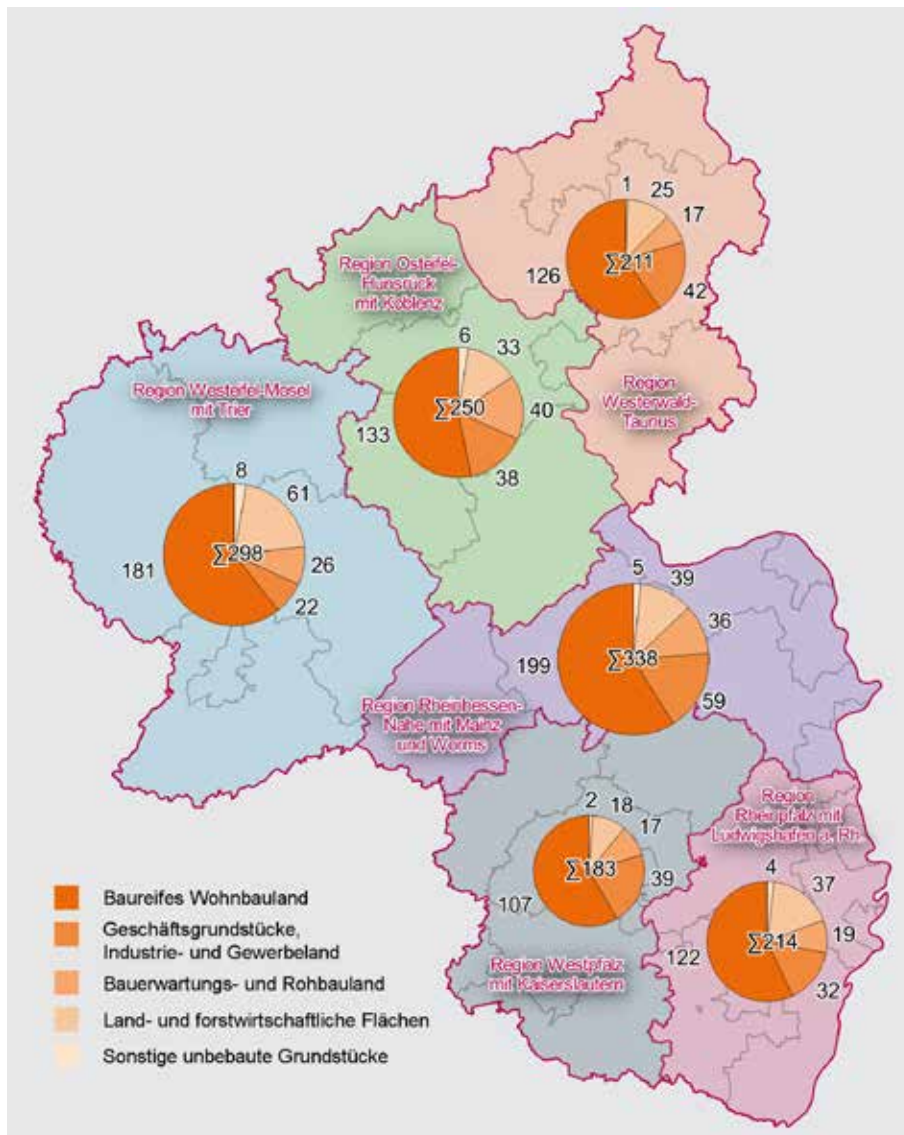 1
25
17
42
126
∑211
Region Osteifel-
Hunsrück
mit Koblenz
6
33
40
38
133
∑250
Region
Westerwald-
Taunus
Region Westeifel-Mosel
mit Trier
8
61
26
22
181
∑298
5
39
36
59
199
∑338
Region Rheinhessen-
Nahe mit Mainz
und Worms
2
18
17
39
107
∑183
Region Westpfalz
mit Kaiserslautern
Region
Rheinpfalz mit
Ludwigshafen a. Rh.
4
37
19
32
122
∑214
Baureifes Wohnbauland
Geschäftsgrundstücke,
Industrie- und Gewerbeland
Bauerwartungs- und Rohbauland
Land- und forstwirtschaftliche Flächen
Sonstige unbebaute Grundstücke